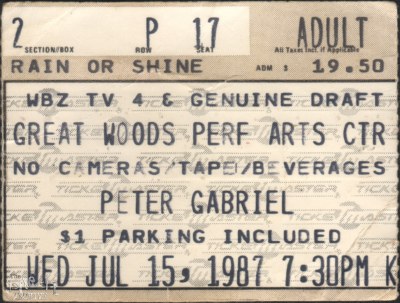 2 P 17 ADULT
SECTION/BOX ROW SEAT All Taxes Incl. If Applicable
RAIN OR SHINE ADM $ 19.50
WBZ TV 4 & GENUINE DRAFT
GREAT WOODS PERF ARTS CTR
NO CAMERAS/TAPE/BEVERAGES
PETER GABRIEL
$1 PARKING INCLUDED
WED JUL 15, 1987 7:30PM